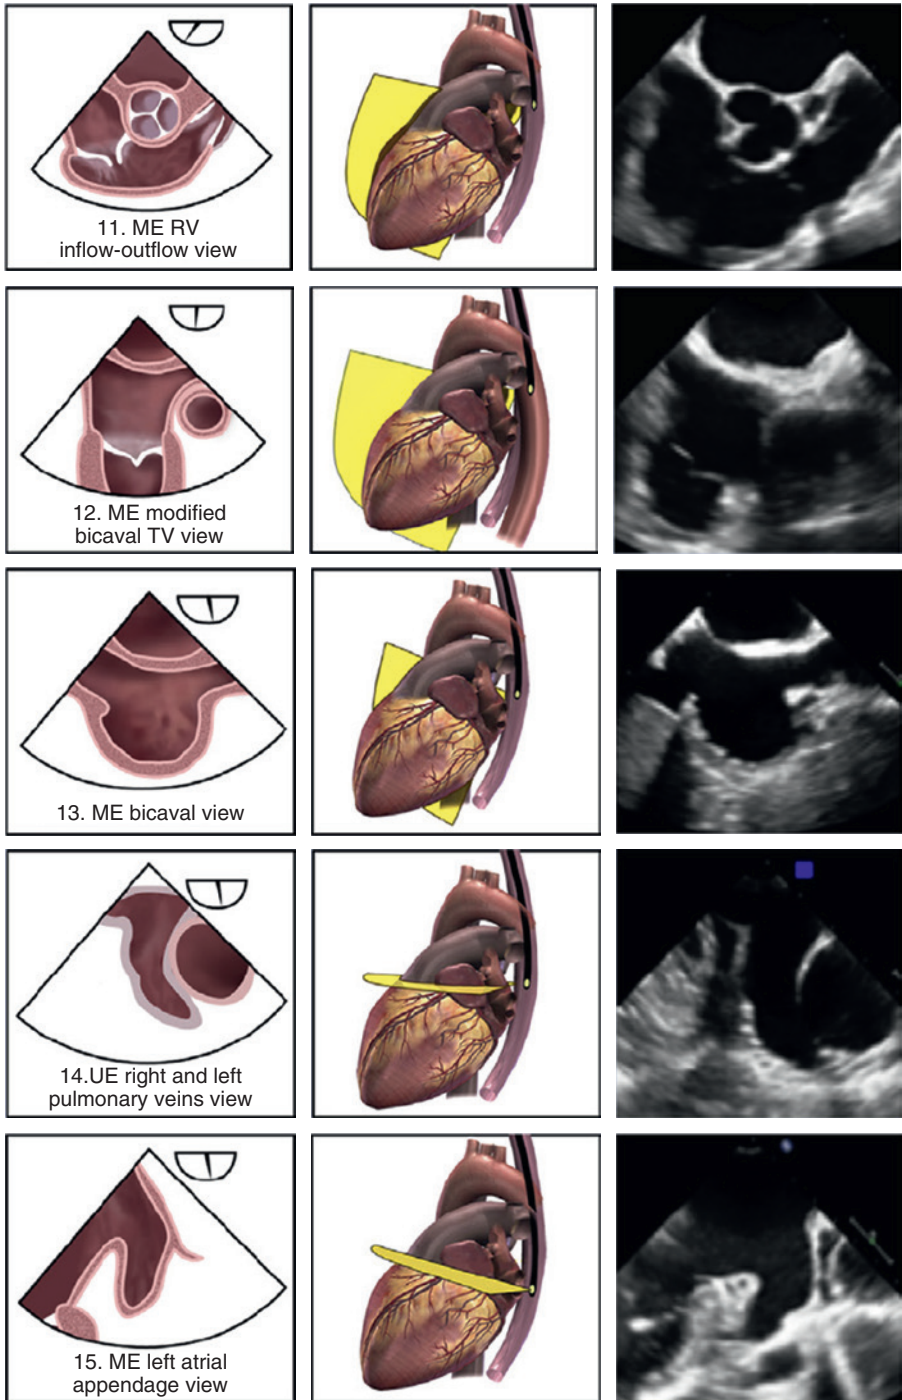 11. ME RV
inflow-outflow view
12. ME modified
bicaval TV view
13. ME bicaval view
14.UE right and left
pulmonary veins view
15. ME left atrial
appendage view